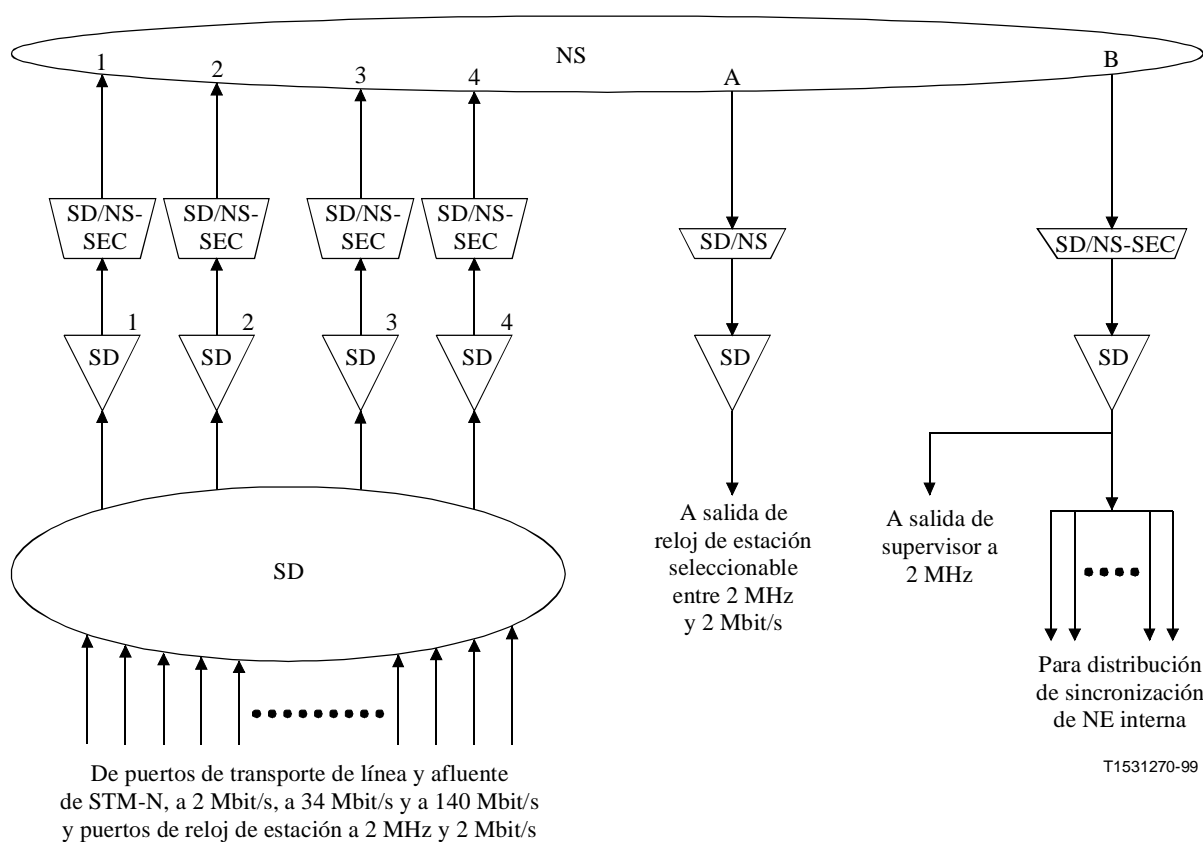 NS
1
2
3
4
A
B
SD/NS-
SEC
SD/NS-
SEC
SD/NS-
SEC
SD/NS-
SEC
SD/NS
SD/NS-SEC
1
2
3
4
SD
SD
SD
SD
SD
SD
SD
A salida de
reloj de estación
seleccionable
entre 2 MHz
y 2 Mbit/s
A salida de
supervisor a
2 MHz
Para distribución
de sincronización
de NE interna
De puertos de transporte de línea y afluente
de STM-N, a 2 Mbit/s, a 34 Mbit/s y a 140 Mbit/s
y puertos de reloj de estación a 2 MHz y 2 Mbit/s
T1531270-99